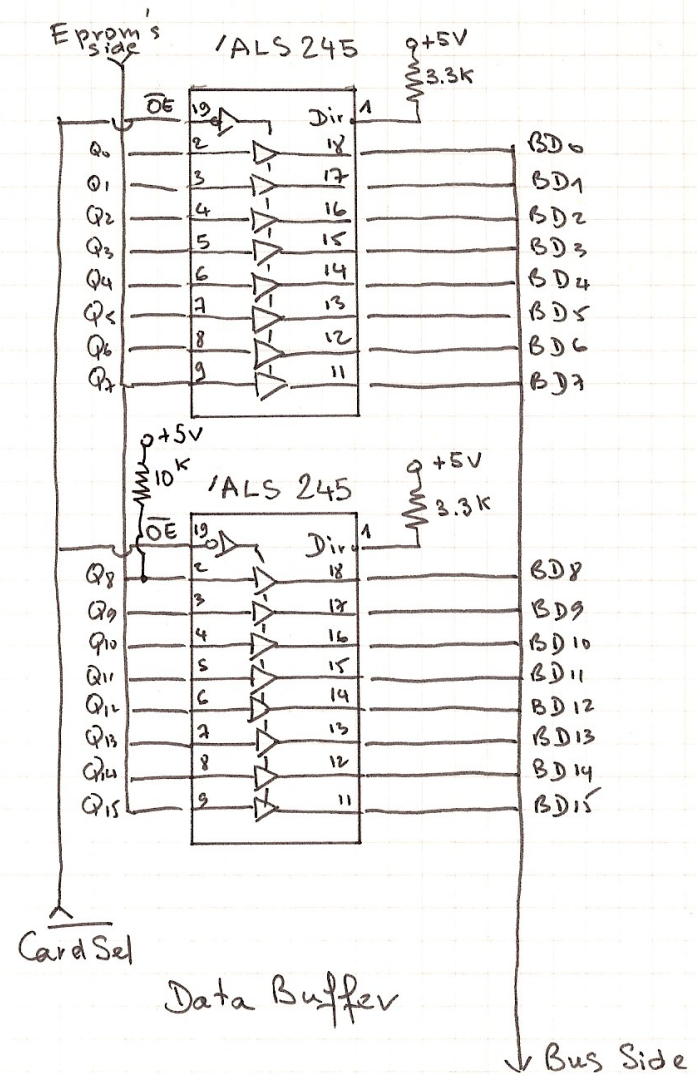 Eprom's
side
'ALS 245
+5V
3.3K
OE 19 Dir 1
Q0 2 18 BD0
Q1 3 17 BD1
Q2 4 16 BD2
Q3 5 15 BD3
Q4 6 14 BD4
Q5 7 13 BD5
Q6 8 12 BD6
Q7 9 11 BD7
+5V
10K
'ALS 245
+5V
3.3K
OE 19 Dir 1
Q8 2 18 BD8
Q9 3 17 BD9
Q10 4 16 BD10
Q11 5 15 BD11
Q12 6 14 BD12
Q13 7 13 BD13
Q14 8 12 BD14
Q15 9 11 BD15
CardSel
Data Buffer
Bus Side